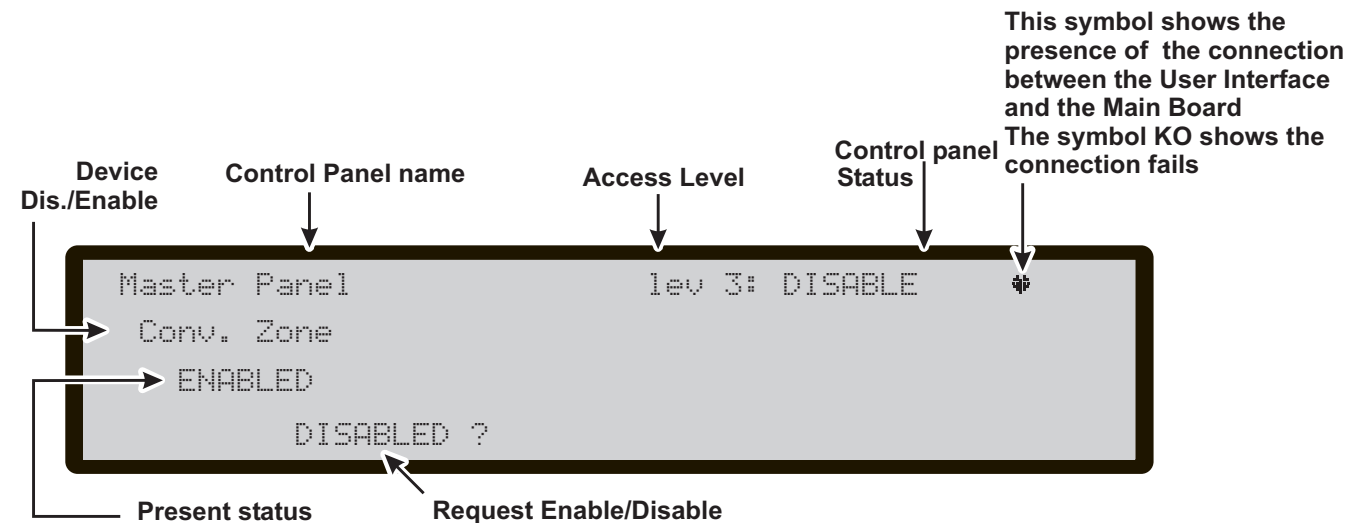 This symbol shows the
presence of the connection
between the User Interface
and the Main Board
The symbol KO shows the
connection fails
Control panel
Status
Device
Dis./Enable
Control Panel name
Access Level
Master Panel lev 3: DISABLE
Conv. Zone
ENABLED
DISABLED ?
Present status
Request Enable/Disable